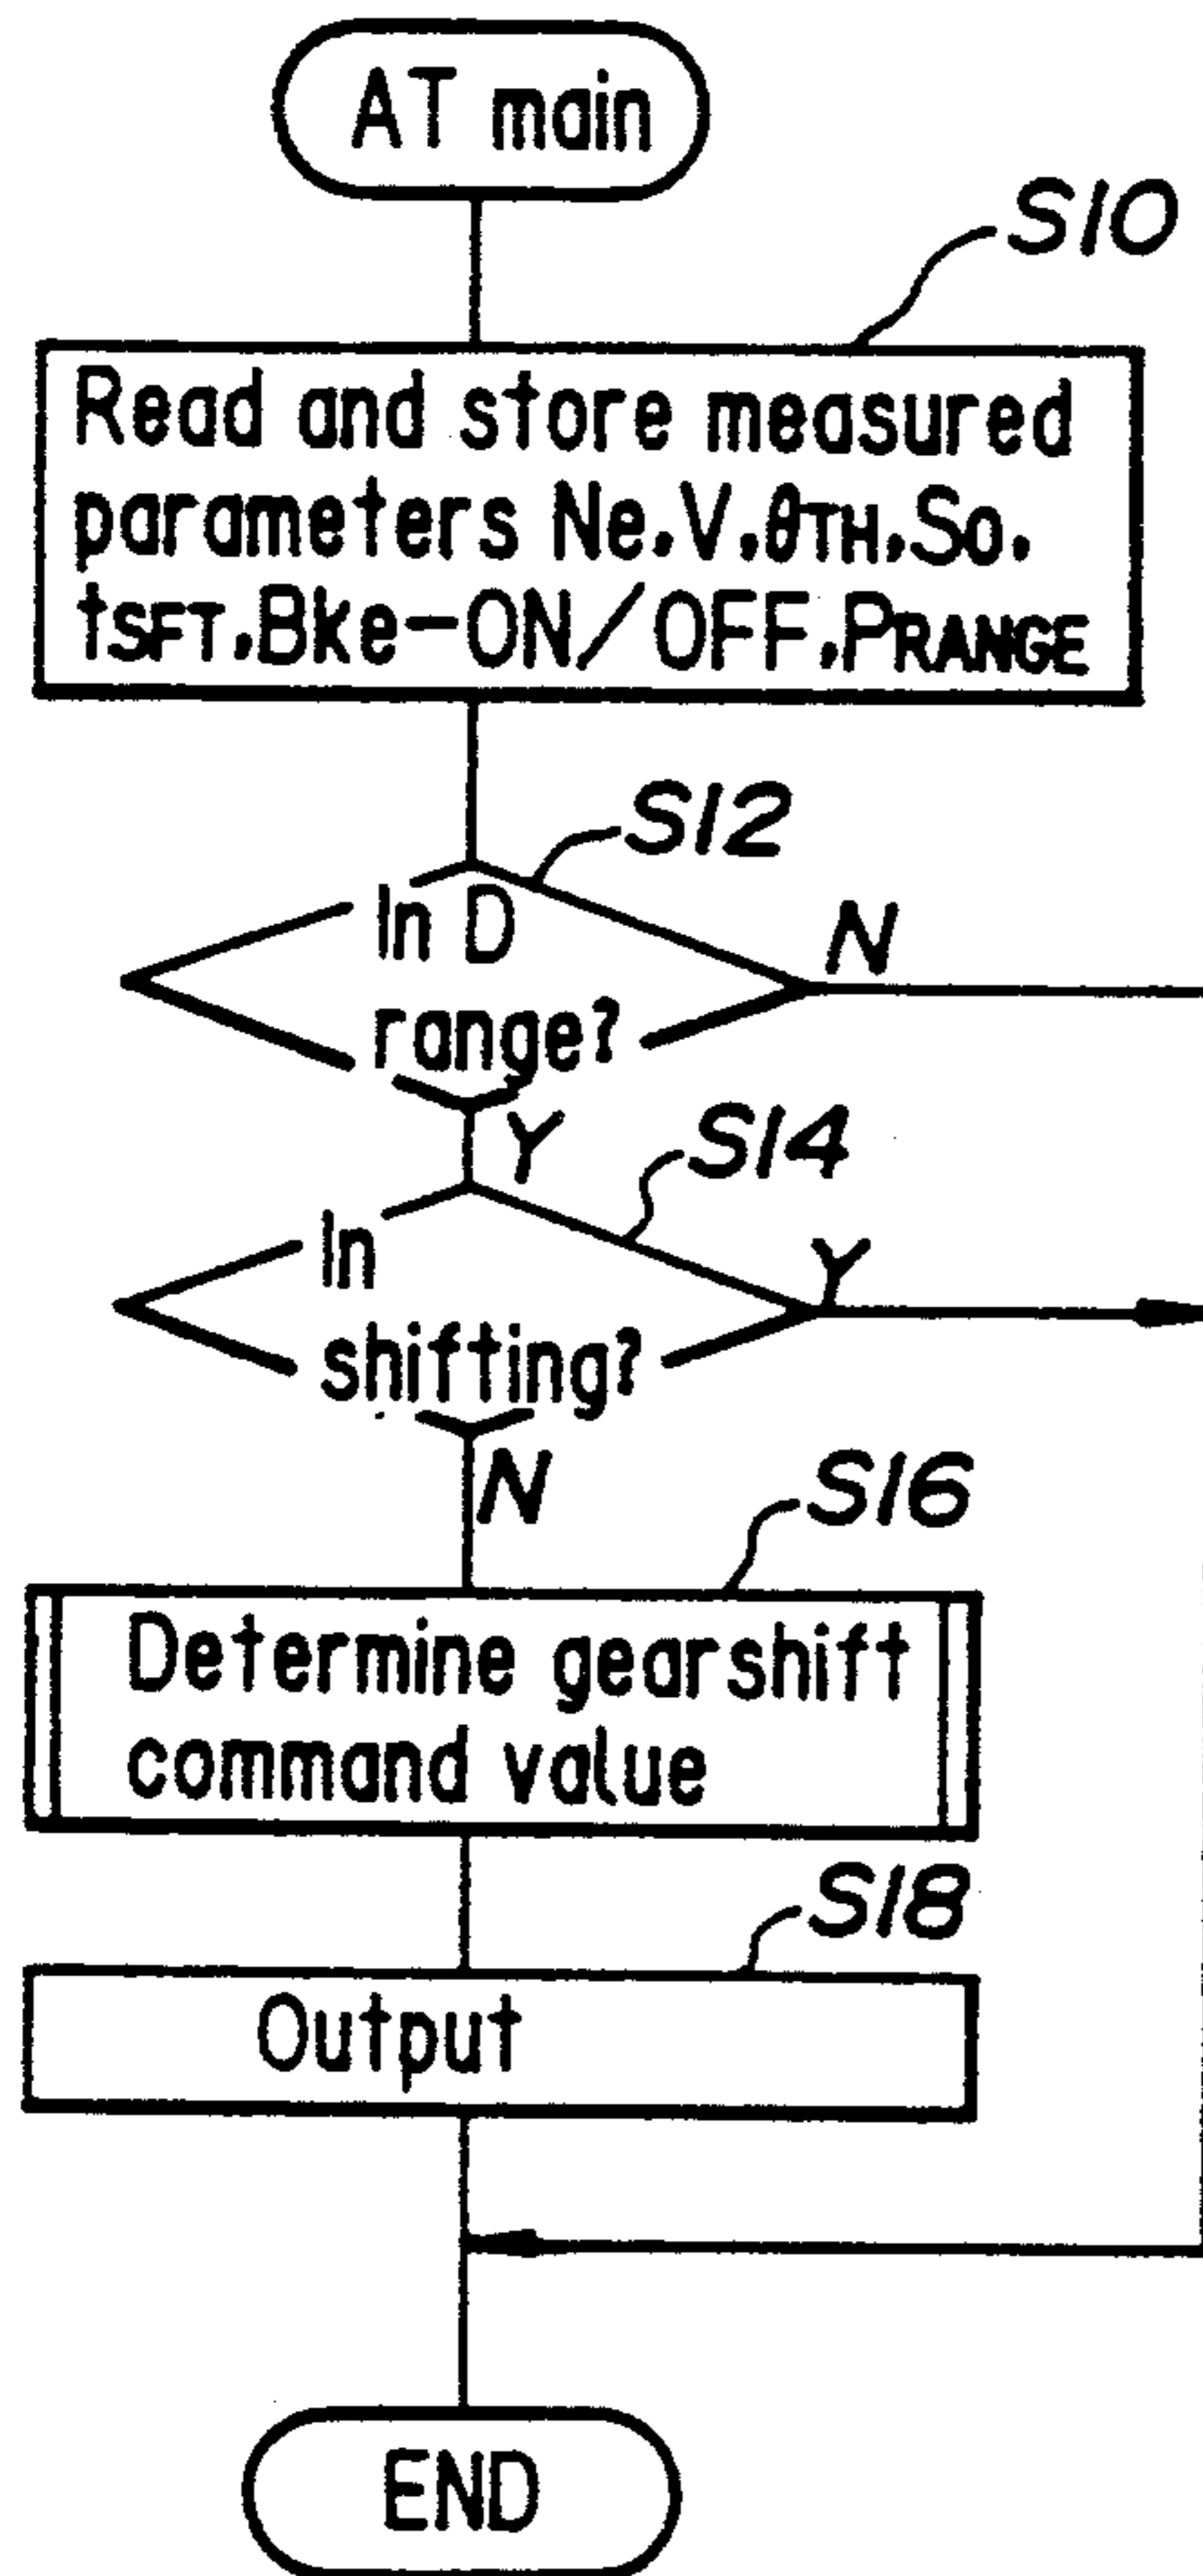 AT main
S10
Read and store measured
parameters Ne.V.θTH.So.
tSFT.Bke-ON/OFF.PRANGE
S12
In D
range?
N
Y
S14
In
shifting?
Y
N
S16
Determine gearshift
command value
S18
Output
END